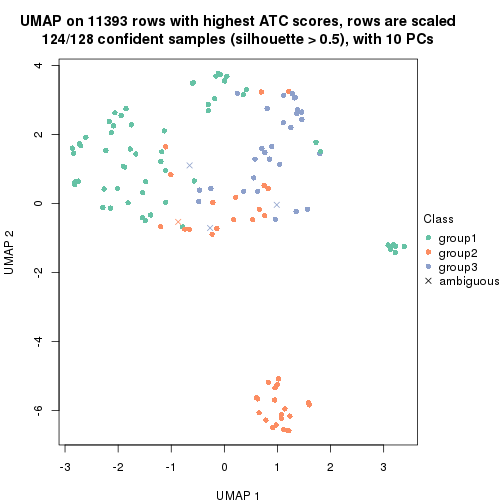 UMAP on 11393 rows with highest ATC scores, rows are scaled
124/128 confident samples (silhouette > 0.5), with 10 PCs
4
2
0
-2
-4
-6
UMAP 2
-3
-2
-1
0
1
2
3
UMAP 1
Class
group1
group2
group3
ambiguous